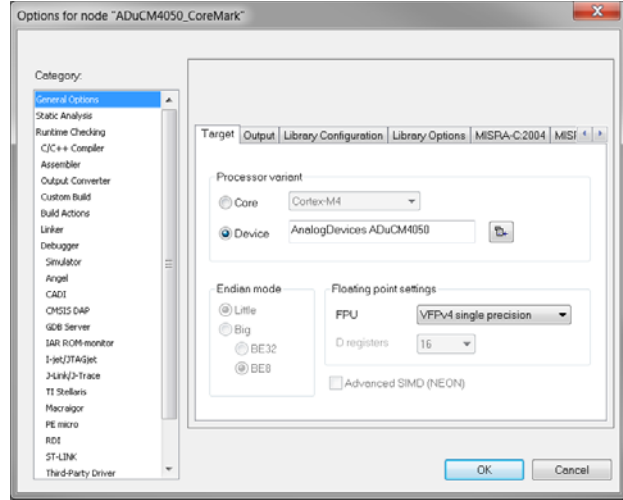 Options for node "ADuCM4050_CoreMark"
Category:
General Options
Static Analysis
Runtime Checking
C/C++ Compiler
Assembler
Output Converter
Custom Build
Build Actions
Linker
Debugger
Simulator
Angel
CADI
CMSIS DAP
GDB Server
IAR ROM-monitor
I-jet/JTAGjet
J-Link/J-Trace
TI Stellaris
Macraigor
PE micro
RDI
ST-LINK
Third-Party Driver
Target Output Library Configuration Library Options MISRA-C:2004 MISF
Processor variant
Core Cortex-M4
Device AnalogDevices ADuCM4050
Endian mode
Little
Big
BE32
BE8
Floating point settings
FPU VFPv4 single precision
D registers 16
Advanced SIMD (NEON)
OK Cancel